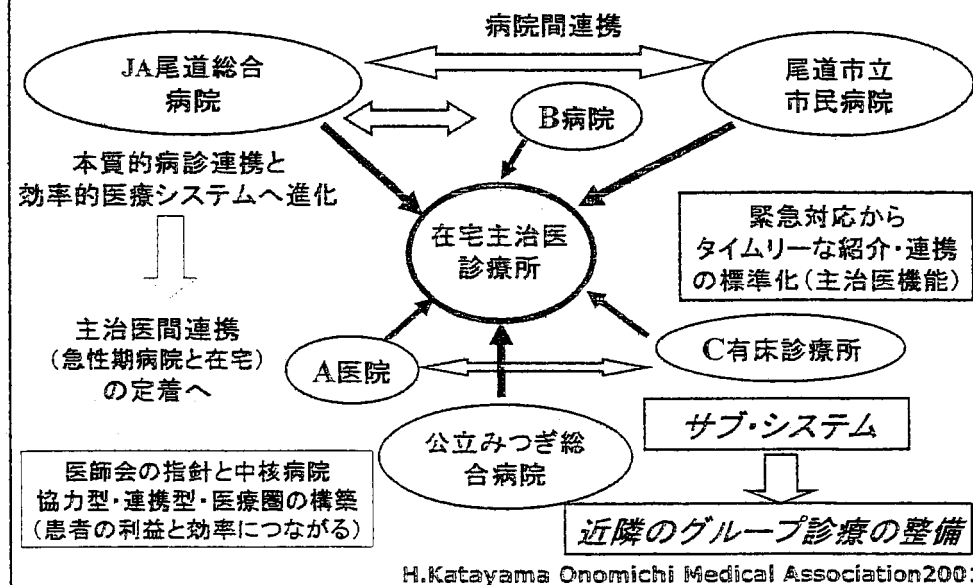 病院間連携
JA尾道総合
病院
尾道市立
市民病院
B病院
本質的病診連携と
効率的医療システムへ進化
在宅主治医
診療所
緊急対応から
タイムリーな紹介・連携
の標準化(主治医機能)
主治医間連携
(急性期病院と在宅)
の定着へ
A医院
C有床診療所
公立みつぎ総
合病院
サブ・システム
医師会の指針と中核病院
協力型・連携型・医療圏の構築
(患者の利益と効率につながる)
近隣のグループ診療の整備
H.Katayama Onomichi Medical Association200